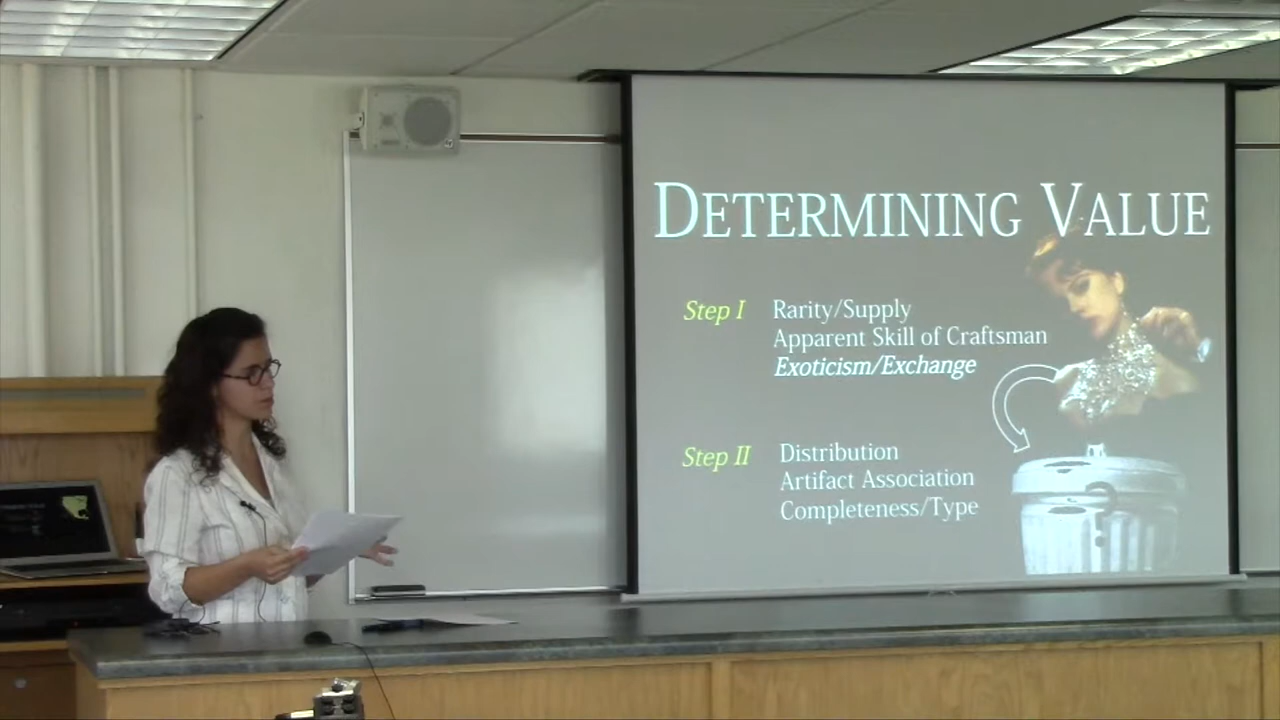 DETERMINING VALUE
Step I Rarity/Supply
Apparent Skill of Craftsman
Exoticism/Exchange
Step II Distribution
Artifact Association
Completeness/Type